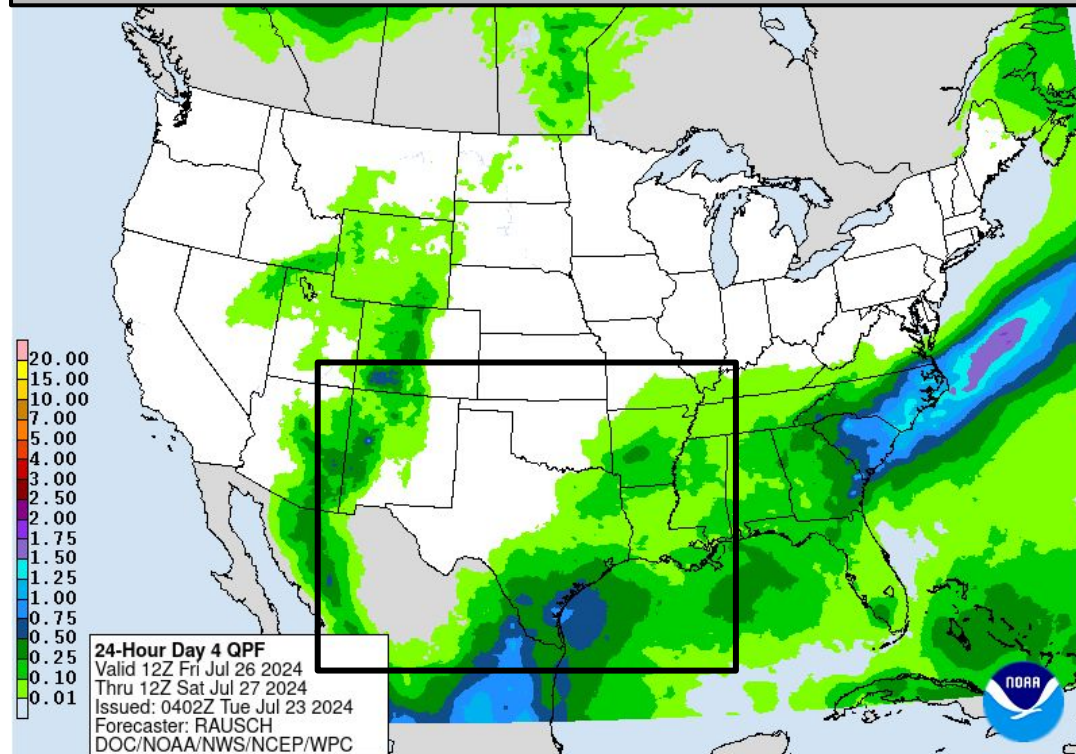 20.00
15.00
10.00
7.00
5.00
4.00
3.00
2.50
2.00
1.75
1.50
1.25
1.00
0.75
0.50
0.25
0.10
0.01
24-Hour Day 4 QPF
Valid 12Z Fri Jul 26 2024
Thru 12Z Sat Jul 27 2024
Issued: 0402Z Tue Jul 23 2024
Forecaster: RAUSCH
DOC/NOAA/NWS/NCEP/WPC
NOAA